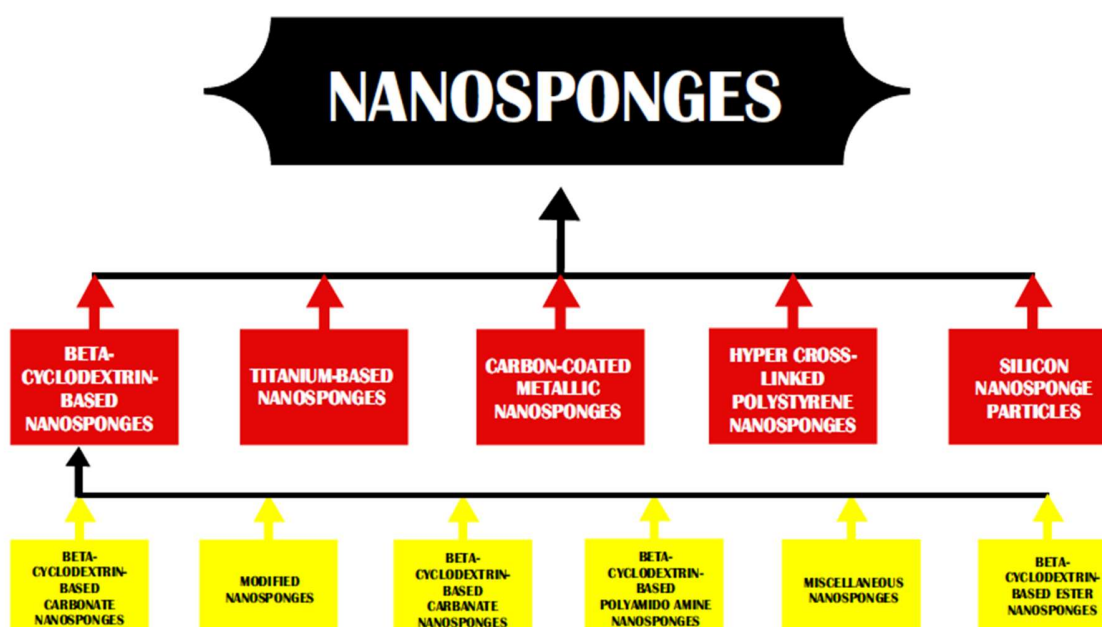 NANOSPONGES
BETA-
CYCLODEXTRIN-
BASED
NANOSPONGES
TITANIUM-BASED
NANOSPONGES
CARBON-COATED
METALLIC
NANOSPONGES
HYPER CROSS-
LINKED
POLYSTYRENE
NANOSPONGES
SILICON
NANOSPONGE
PARTICLES
BETA-
CYCLODEXTRIN-
BASED
CARBONATE
NANOSPONGES
MODIFIED
NANOSPONGES
BETA-
CYCLODEXTRIN-
BASED
CARBANATE
NANOSPONGES
BETA-
CYCLODEXTRIN-
BASED
POLYAMIDO AMINE
NANOSPONGES
MISCELLANEOUS
NANOSPONGES
BETA-
CYCLODEXTRIN-
BASED ESTER
NANOSPONGES